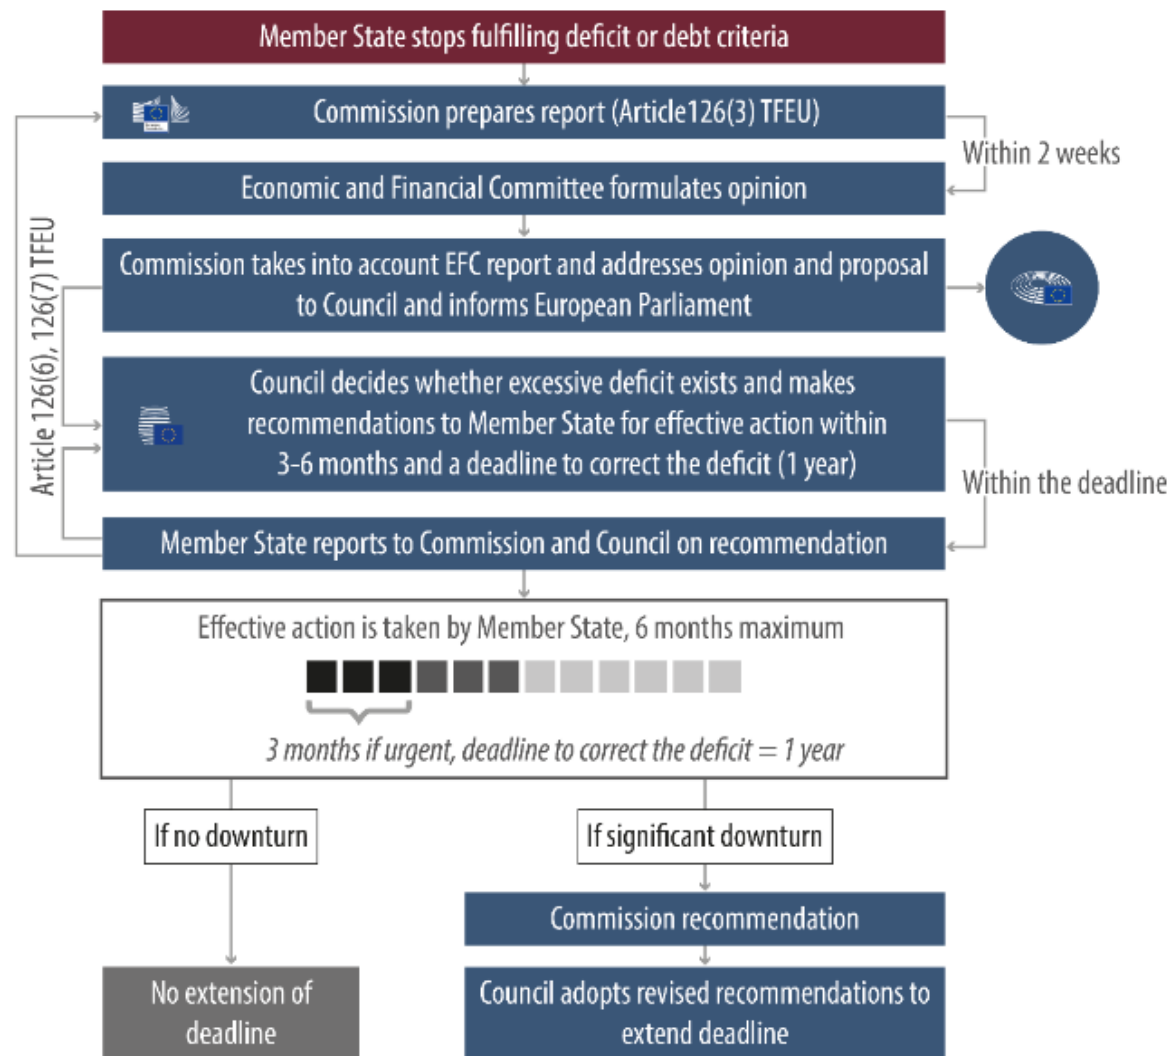 Member State stops fulfilling deficit or debt criteria
Commission prepares report (Article126(3) TFEU)
Within 2 weeks
Economic and Financial Committee formulates opinion
Commission takes into account EFC report and addresses opinion and proposal
to Council and informs European Parliament
Article 126(6), 126(7) TFEU
Council decides whether excessive deficit exists and makes
recommendations to Member State for effective action within
3-6 months and a deadline to correct the deficit (1 year)
Within the deadline
Member State reports to Commission and Council on recommendation
Effective action is taken by Member State, 6 months maximum
3 months if urgent, deadline to correct the deficit = 1 year
If no downturn
If significant downturn
Commission recommendation
No extension of
deadline
Council adopts revised recommendations to
extend deadline